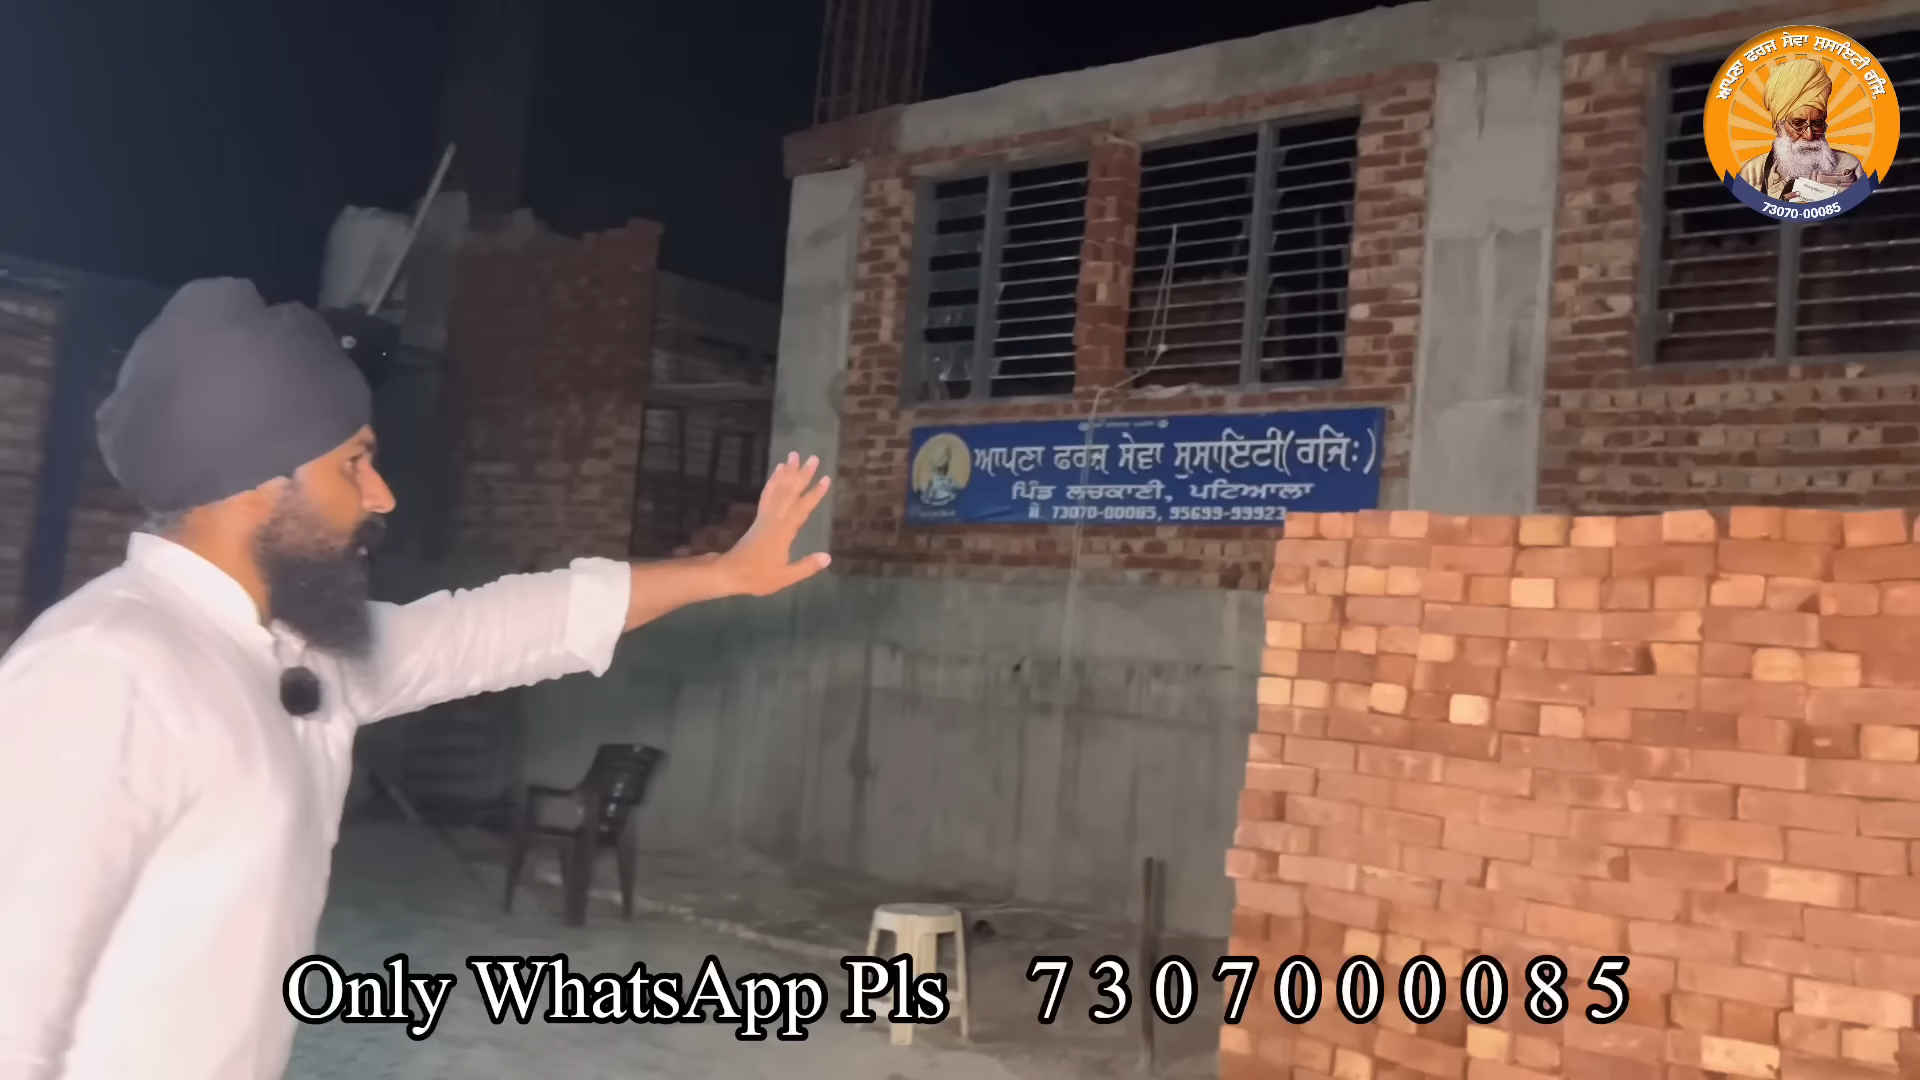 ਆਪਣਾ ਫਰਜ ਸੇਵਾ ਸੁਸਾਇਟੀ ਰਜਿ.
73070-00085
ਆਪਣਾ ਫਰਜ਼ ਸੇਵਾ ਸੁਸਾਇਟੀ(ਰਜਿ:)
ਪਿੰਡ ਲਚਕਾਣੀ, ਪਟਿਆਲਾ
ਮੋ. 73070-00085, 95699-99923
Only WhatsApp Pls 7307000085